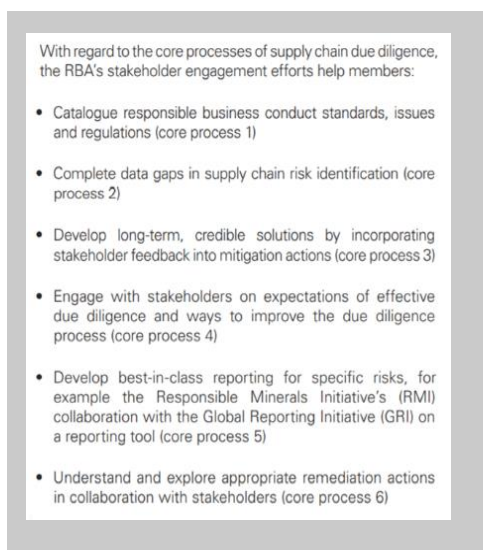 With regard to the core processes of supply chain due diligence,
the RBA's stakeholder engagement efforts help members:
• Catalogue responsible business conduct standards, issues
and regulations (core process 1)
• Complete data gaps in supply chain risk identification (core
process 2)
• Develop long-term, credible solutions by incorporating
stakeholder feedback into mitigation actions (core process 3)
• Engage with stakeholders on expectations of effective
due diligence and ways to improve the due diligence
process (core process 4)
• Develop best-in-class reporting for specific risks, for
example the Responsible Minerals Initiative's (RMI)
collaboration with the Global Reporting Initiative (GRI) on
a reporting tool (core process 5)
• Understand and explore appropriate remediation actions
in collaboration with stakeholders (core process 6)